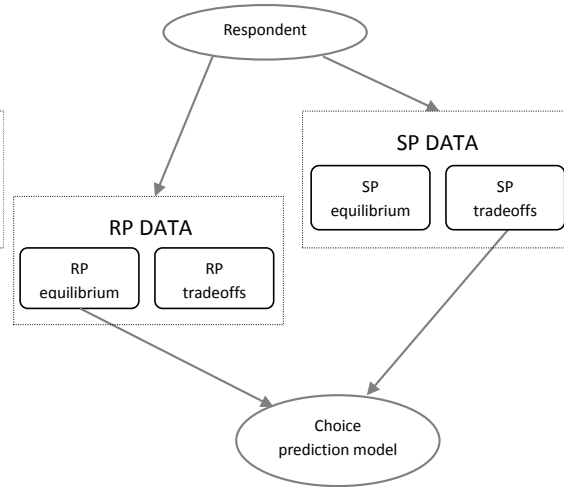 Respondent
SP DATA
SP
equilibrium
SP
tradeoffs
RP DATA
RP
equilibrium
RP
tradeoffs
Choice
prediction model